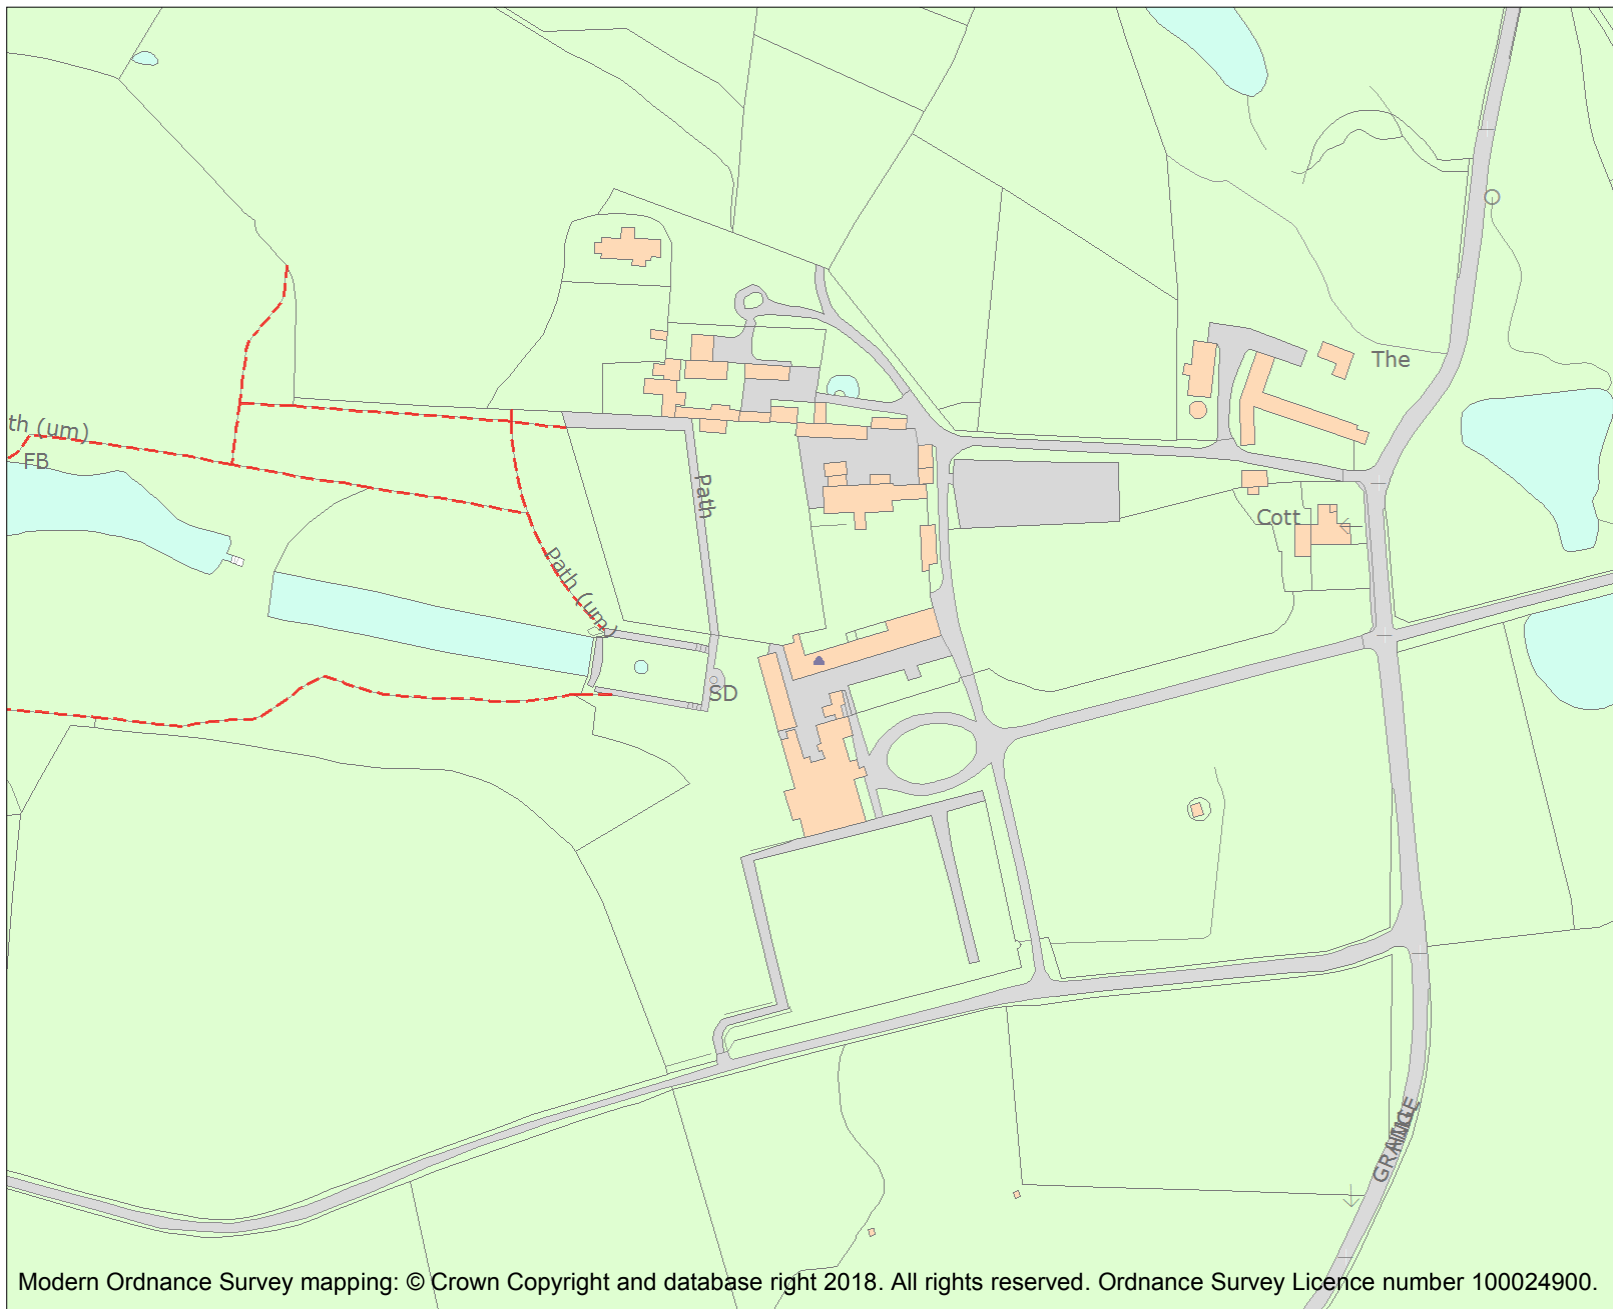 The
th (um)
FB
Path
Cott
Path (um)
SD
GRANGE
Modern Ordnance Survey mapping: © Crown Copyright and database right 2018. All rights reserved. Ordnance Survey Licence number 100024900.